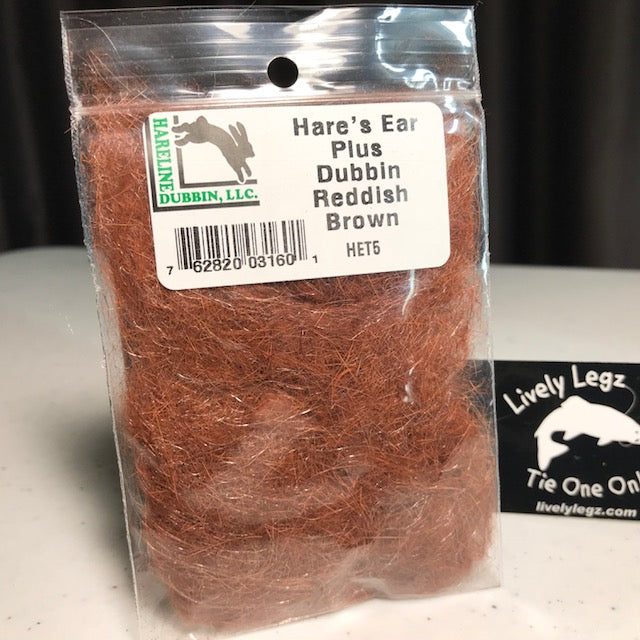 HARELINE
DUBBIN, LLC.
Hare's Ear
Plus
Dubbin
Reddish
Brown
HET5
7 62820 03160 1
Lively Legz
Tie One On!
livelylegz.com